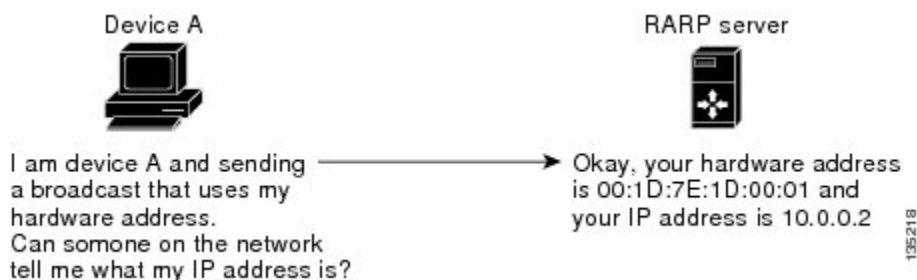 Device A
RARP server
I am device A and sending
a broadcast that uses my
hardware address.
Can somone on the network
tell me what my IP address is?
Okay, your hardware address
is 00:1D:7E:1D:00:01 and
your IP address is 10.0.0.2
135218